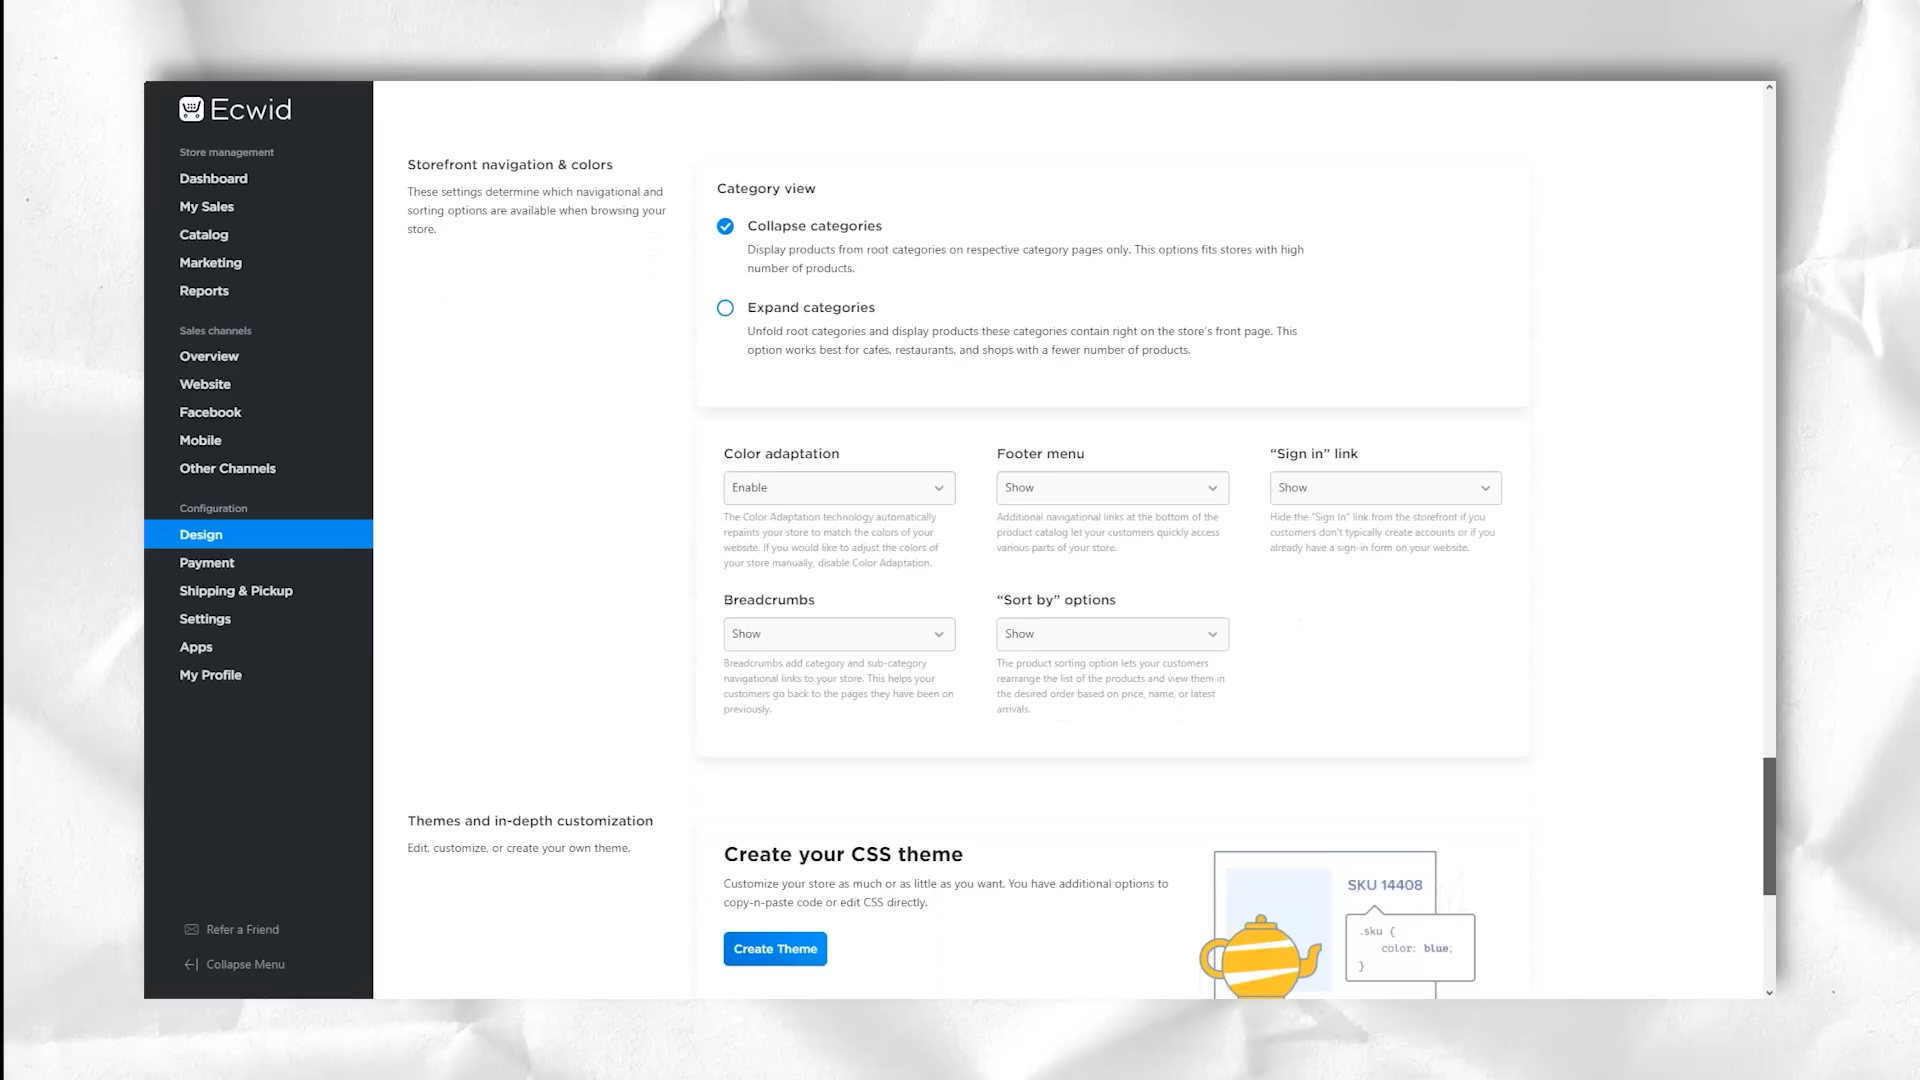 Ecwid
Store management
Dashboard
My Sales
Catalog
Marketing
Reports
Sales channels
Overview
Website
Facebook
Mobile
Other Channels
Configuration
Design
Payment
Shipping & Pickup
Settings
Apps
My Profile
Refer a Friend
Collapse Menu
Storefront navigation & colors
These settings determine which navigational and
sorting options are available when browsing your
store.
Category view
Collapse categories
Display products from root categories on respective category pages only. This options fits stores with high
number of products.
Expand categories
Unfold root categories and display products these categories contain right on the store's front page. This
option works best for cafes, restaurants, and shops with a fewer number of products.
Color adaptation
Enable
The Color Adaptation technology automatically
repaints your store to match the colors of your
website. If you would like to adjust the colors of
your store manually, disable Color Adaptation.
Footer menu
Show
Additional navigational links at the bottom of the
product catalog let your customers quickly access
various parts of your store.
“Sign in” link
Show
Hide the "Sign In" link from the storefront if you
customers don't typically create accounts or if you
already have a sign-in form on your website.
Breadcrumbs
Show
Breadcrumbs add category and sub-category
navigational links to your store. This helps your
customers go back to the pages they have been on
previously.
“Sort by” options
Show
The product sorting option lets your customers
rearrange the list of the products and view them in
the desired order based on price, name, or latest
arrivals.
Themes and in-depth customization
Edit, customize, or create your own theme.
Create your CSS theme
Customize your store as much or as little as you want. You have additional options to
copy-n-paste code or edit CSS directly.
Create Theme
SKU 14408
.sku {
color: blue;
}